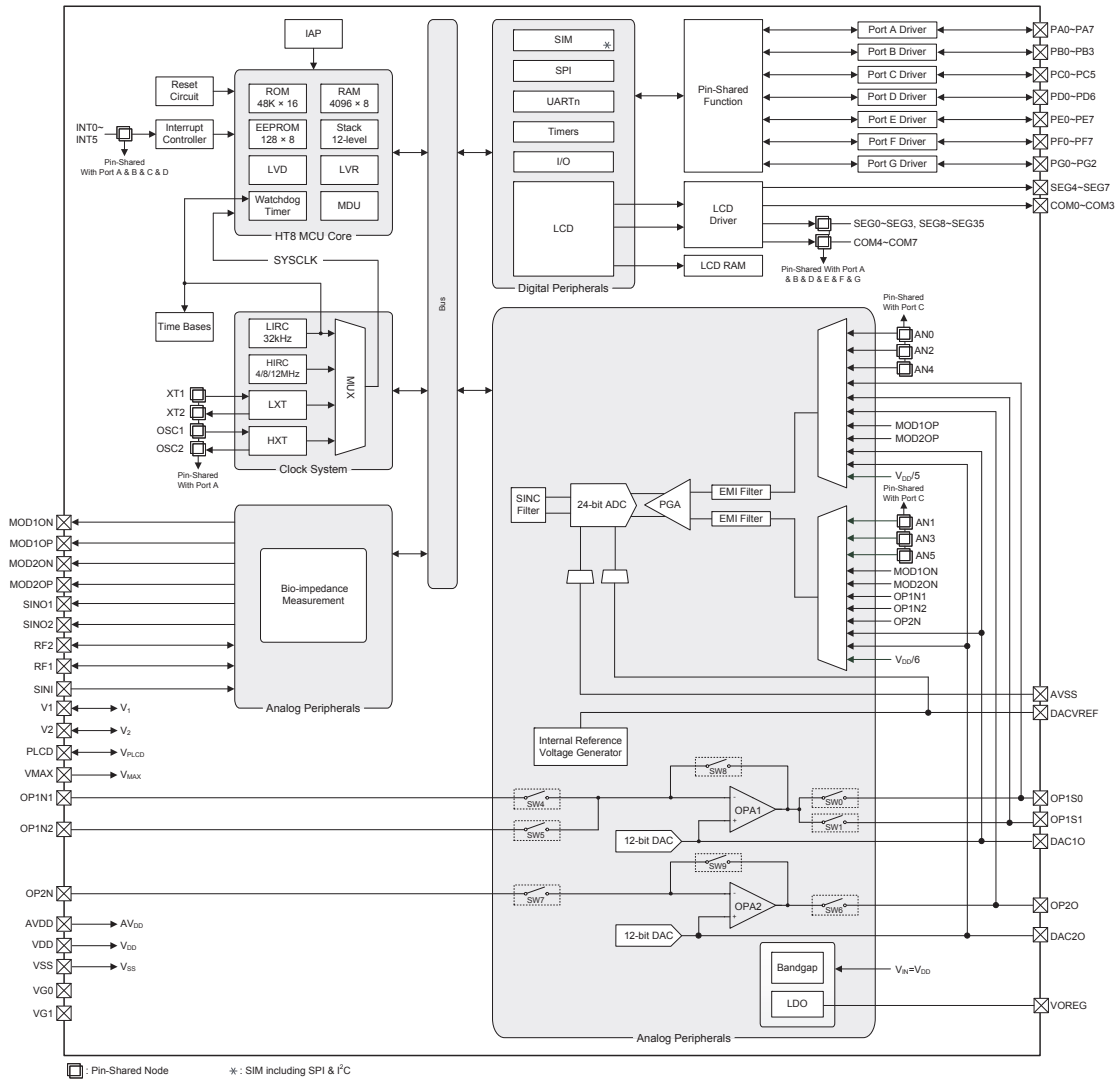 IAP
Reset
Circuit
INT0~
INT5
Interrupt
Controller
Pin-Shared
With Port A & B & C & D
ROM
48K × 16
RAM
4096 × 8
EEPROM
128 × 8
Stack
12-level
LVD
LVR
Watchdog
Timer
MDU
HT8 MCU Core
SYSCLK
Time Bases
LIRC
32kHz
HIRC
4/8/12MHz
LXT
HXT
MUX
Clock System
XT1
XT2
OSC1
OSC2
Pin-Shared
With Port A
Bus
SIM
*
SPI
UARTn
Timers
I/O
LCD
Digital Peripherals
Pin-Shared
Function
Port A Driver
Port B Driver
Port C Driver
Port D Driver
Port E Driver
Port F Driver
Port G Driver
PA0~PA7
PB0~PB3
PC0~PC5
PD0~PD6
PE0~PE7
PF0~PF7
PG0~PG2
LCD
Driver
LCD RAM
SEG4~SEG7
COM0~COM3
SEG0~SEG3, SEG8~SEG35
COM4~COM7
Pin-Shared With Port A
& B & D & E & F & G
Pin-Shared
With Port C
AN0
AN2
AN4
MOD1OP
MOD2OP
VDD/5
Pin-Shared
With Port C
AN1
AN3
AN5
MOD1ON
MOD2ON
OP1N1
OP1N2
OP2N
VDD/6
SINC
Filter
24-bit ADC
PGA
EMI Filter
EMI Filter
MOD1ON
MOD1OP
MOD2ON
MOD2OP
SINO1
SINO2
RF2
RF1
SINI
Bio-impedance
Measurement
Analog Peripherals
V1
V1
V2
V2
PLCD
VPLCD
VMAX
VMAX
OP1N1
OP1N2
OP2N
AVDD
AVDD
VDD
VDD
VSS
VSS
VG0
VG1
Internal Reference
Voltage Generator
SW4
SW5
SW8
OPA1
-
+
SW0
SW1
12-bit DAC
SW7
SW9
OPA2
-
+
SW6
12-bit DAC
Bandgap
LDO
VIN=VDD
Analog Peripherals
AVSS
DACVREF
OP1S0
OP1S1
DAC1O
OP2O
DAC2O
VOREG
: Pin-Shared Node
* : SIM including SPI & I²C